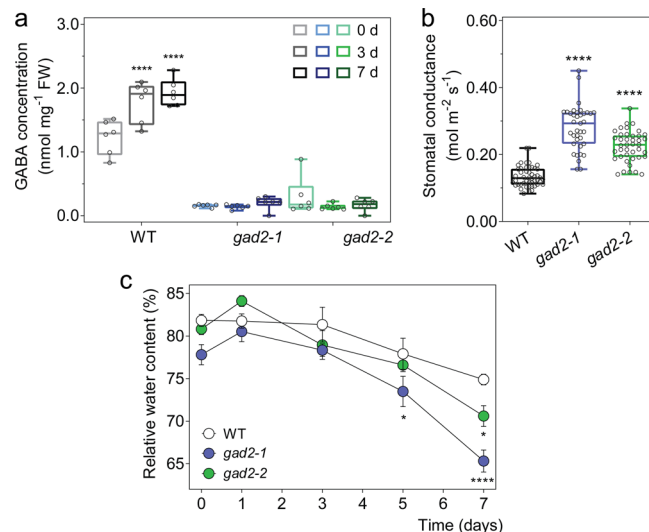 a
GABA concentration
(nmol mg⁻¹ FW)
3.0
2.0
1.0
0.0
**** ****
0 d
3 d
7 d
WT gad2-1 gad2-2
b
Stomatal conductance
(mol m⁻² s⁻¹)
0.60
0.40
0.20
0.00
****
****
WT gad2-1 gad2-2
c
Relative water content (%)
85
80
75
70
65
WT
gad2-1
gad2-2
*
*
****
0 1 2 3 4 5 6 7
Time (days)